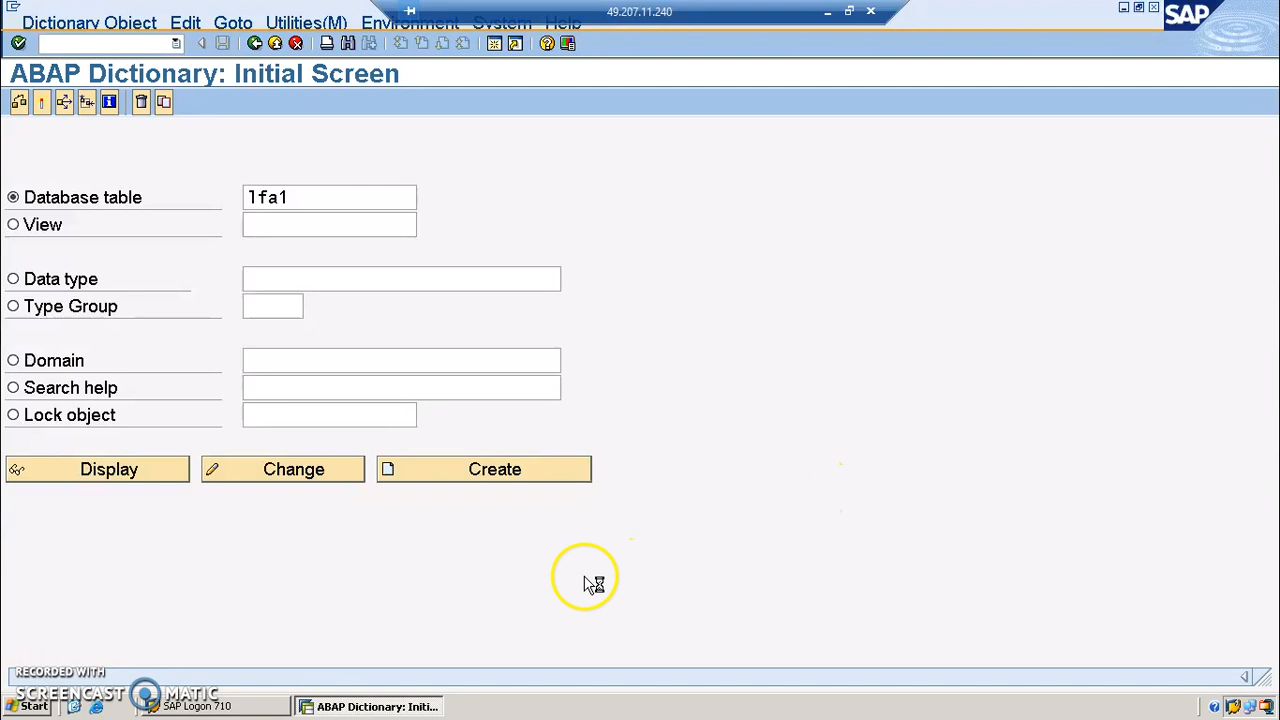 49.207.11.240
Dictionary Object Edit Goto Utilities(M) Environment System Help
SAP
ABAP Dictionary: Initial Screen
Database table lfa1
View
Data type
Type Group
Domain
Search help
Lock object
Display Change Create
RECORDED WITH
SCREENCAST MATIC
Start SAP Logon 710 ABAP Dictionary: Initi...